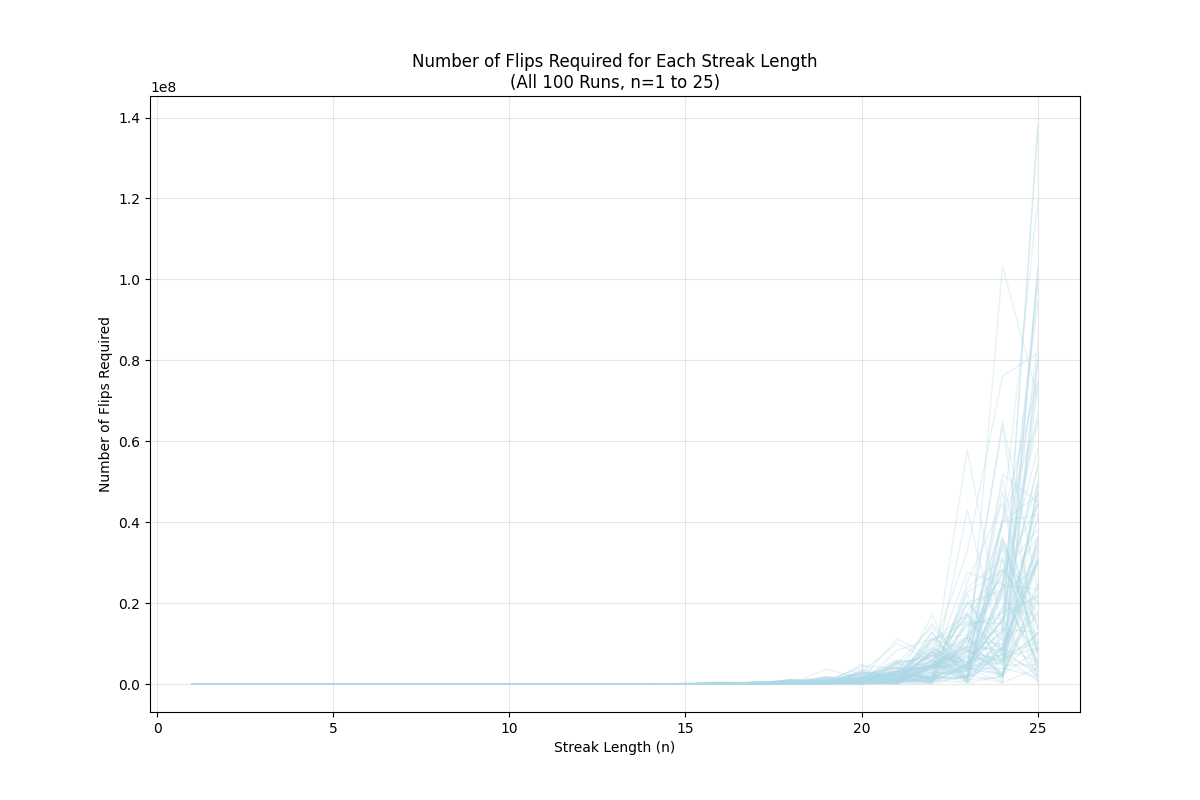 Number of Flips Required for Each Streak Length
(All 100 Runs, n=1 to 25)
1e8
1.4
1.2
1.0
0.8
0.6
0.4
0.2
0.0
Number of Flips Required
0 5 10 15 20 25
Streak Length (n)